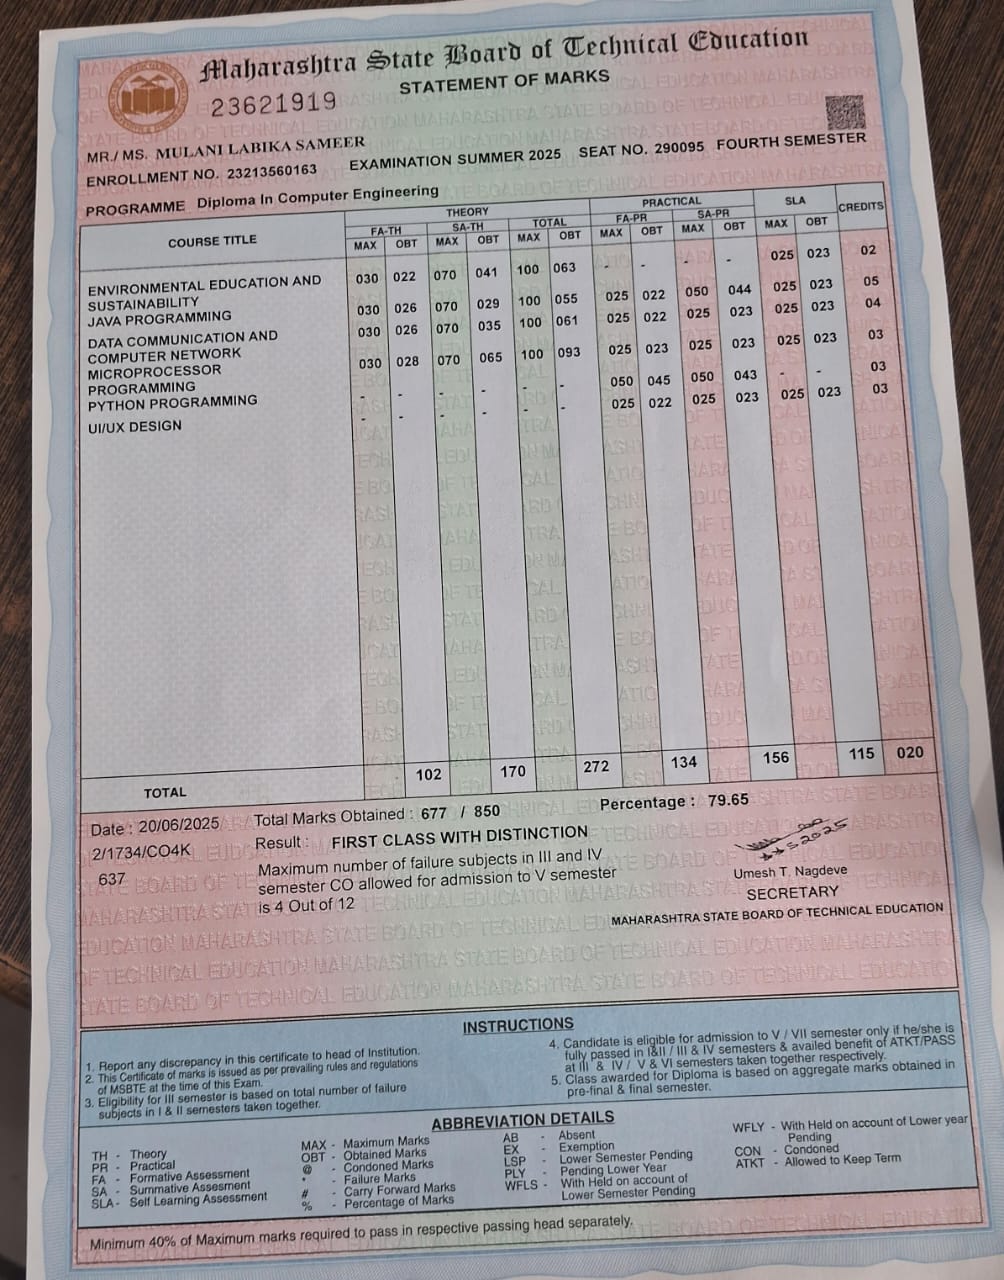 Maharashtra State Board of Technical Education
STATEMENT OF MARKS
23621919
MR./ MS. MULANI LABIKA SAMEER
ENROLLMENT NO. 23213560163 EXAMINATION SUMMER 2025 SEAT NO. 290095 FOURTH SEMESTER
PROGRAMME Diploma In Computer Engineering
COURSE TITLE THEORY PRACTICAL SLA CREDITS
FA-TH SA-TH TOTAL FA-PR SA-PR
MAX OBT MAX OBT MAX OBT MAX OBT MAX OBT MAX OBT
ENVIRONMENTAL EDUCATION AND 030 022 070 041 100 063 - - - - 025 023 02
SUSTAINABILITY
JAVA PROGRAMMING 030 026 070 029 100 055 025 022 050 044 025 023 05
DATA COMMUNICATION AND 030 026 070 035 100 061 025 022 025 023 025 023 04
COMPUTER NETWORK
MICROPROCESSOR 030 028 070 065 100 093 025 023 025 023 025 023 03
PROGRAMMING
PYTHON PROGRAMMING - - - - - - 050 045 050 043 - - 03
UI/UX DESIGN - - - - - - 025 022 025 023 025 023 03
TOTAL 102 170 272 134 156 115 020
Date : 20/06/2025 Total Marks Obtained : 677 / 850 Percentage : 79.65
2/1734/CO4K Result : FIRST CLASS WITH DISTINCTION
637 Maximum number of failure subjects in III and IV
semester CO allowed for admission to V semester
is 4 Out of 12
Umesh T. Nagdeve
SECRETARY
MAHARASHTRA STATE BOARD OF TECHNICAL EDUCATION
INSTRUCTIONS
1. Report any discrepancy in this certificate to head of Institution.
2. This Certificate of marks is issued as per prevailing rules and regulations
of MSBTE at the time of this Exam.
3. Eligibility for III semester is based on total number of failure
subjects in I & II semesters taken together.
4. Candidate is eligible for admission to V / VII semester only if he/she is
fully passed in I&II / III & IV semesters & availed benefit of ATKT/PASS
at III & IV / V & VI semesters taken together respectively.
5. Class awarded for Diploma is based on aggregate marks obtained in
pre-final & final semester.
ABBREVIATION DETAILS
TH - Theory
PR - Practical
FA - Formative Assessment
SA - Summative Assesment
SLA - Self Learning Assessment
MAX - Maximum Marks
OBT - Obtained Marks
@ - Condoned Marks
* - Failure Marks
# - Carry Forward Marks
% - Percentage of Marks
AB - Absent
EX - Exemption
LSP - Lower Semester Pending
PLY - Pending Lower Year
WFLS - With Held on account of
Lower Semester Pending
WFLY - With Held on account of Lower year
Pending
CON - Condoned
ATKT - Allowed to Keep Term
Minimum 40% of Maximum marks required to pass in respective passing head separately.